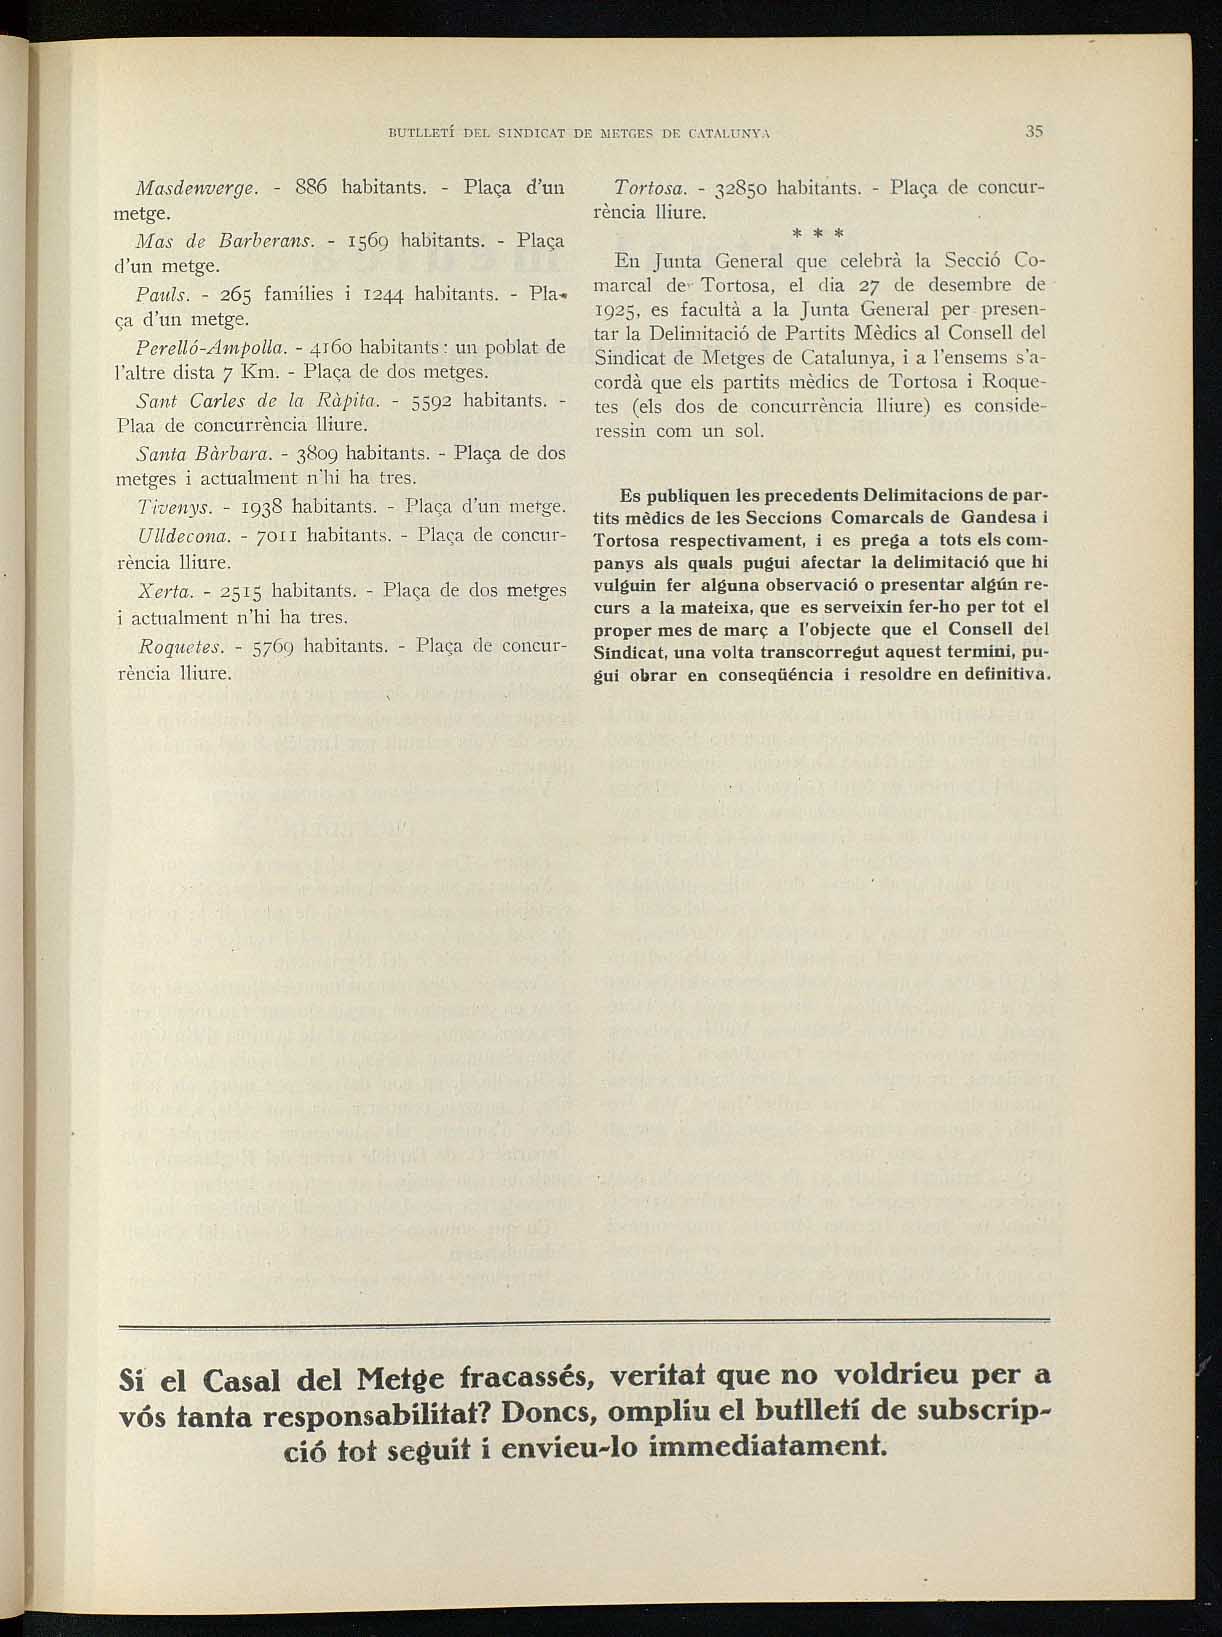 BUTLLETÍ DEL SINDICAT DE METGES DE CATALUNYA
35
Masdenverge. - 886 habitants. - Plaça d'un
metge.
Mas de Barberans. - 1569 habitants. - Plaça
d'un metge.
Pauls. - 265 famílies i 1244 habitants. - Pla-
ça d'un metge.
Perelló-Ampolla. - 4160 habitants: un poblat de
l'altre dista 7 Km. - Plaça de dos metges.
Sant Carles de la Ràpita. - 5592 habitants. -
Plaa de concurrència lliure.
Santa Bàrbara. - 3809 habitants. - Plaça de dos
metges i actualment n'hi ha tres.
Tivenys. - 1938 habitants. - Plaça d'un metge.
Ulldecona. - 7011 habitants. - Plaça de concur-
rència lliure.
Xerta. - 2515 habitants. - Plaça de dos metges
i actualment n'hi ha tres.
Roquetes. - 5769 habitants. - Plaça de concur-
rència lliure.
Tortosa. - 32850 habitants. - Plaça de concur-
rència lliure.
* * *
En Junta General que celebrà la Secció Co-
marcal de Tortosa, el dia 27 de desembre de
1925, es facultà a la Junta General per presen-
tar la Delimitació de Partits Mèdics al Consell del
Sindicat de Metges de Catalunya, i a l'ensems s'a-
cordà que els partits mèdics de Tortosa i Roque-
tes (els dos de concurrència lliure) es conside-
ressin com un sol.
Es publiquen les precedents Delimitacions de par-
tits mèdics de les Seccions Comarcals de Gandesa i
Tortosa respectivament, i es prega a tots els com-
panys als quals pugui afectar la delimitació que hi
vulguin fer alguna observació o presentar algún re-
curs a la mateixa, que es serveixin fer-ho per tot el
proper mes de març a l'objecte que el Consell del
Sindicat, una volta transcorregut aquest termini, pu-
gui obrar en conseqüéncia i resoldre en definitiva.
Si el Casal del Metge fracassés, veritat que no voldrieu per a
vós tanta responsabilitat? Doncs, ompliu el butlletí de subscrip-
ció tot seguit i envieu-lo immediatament.